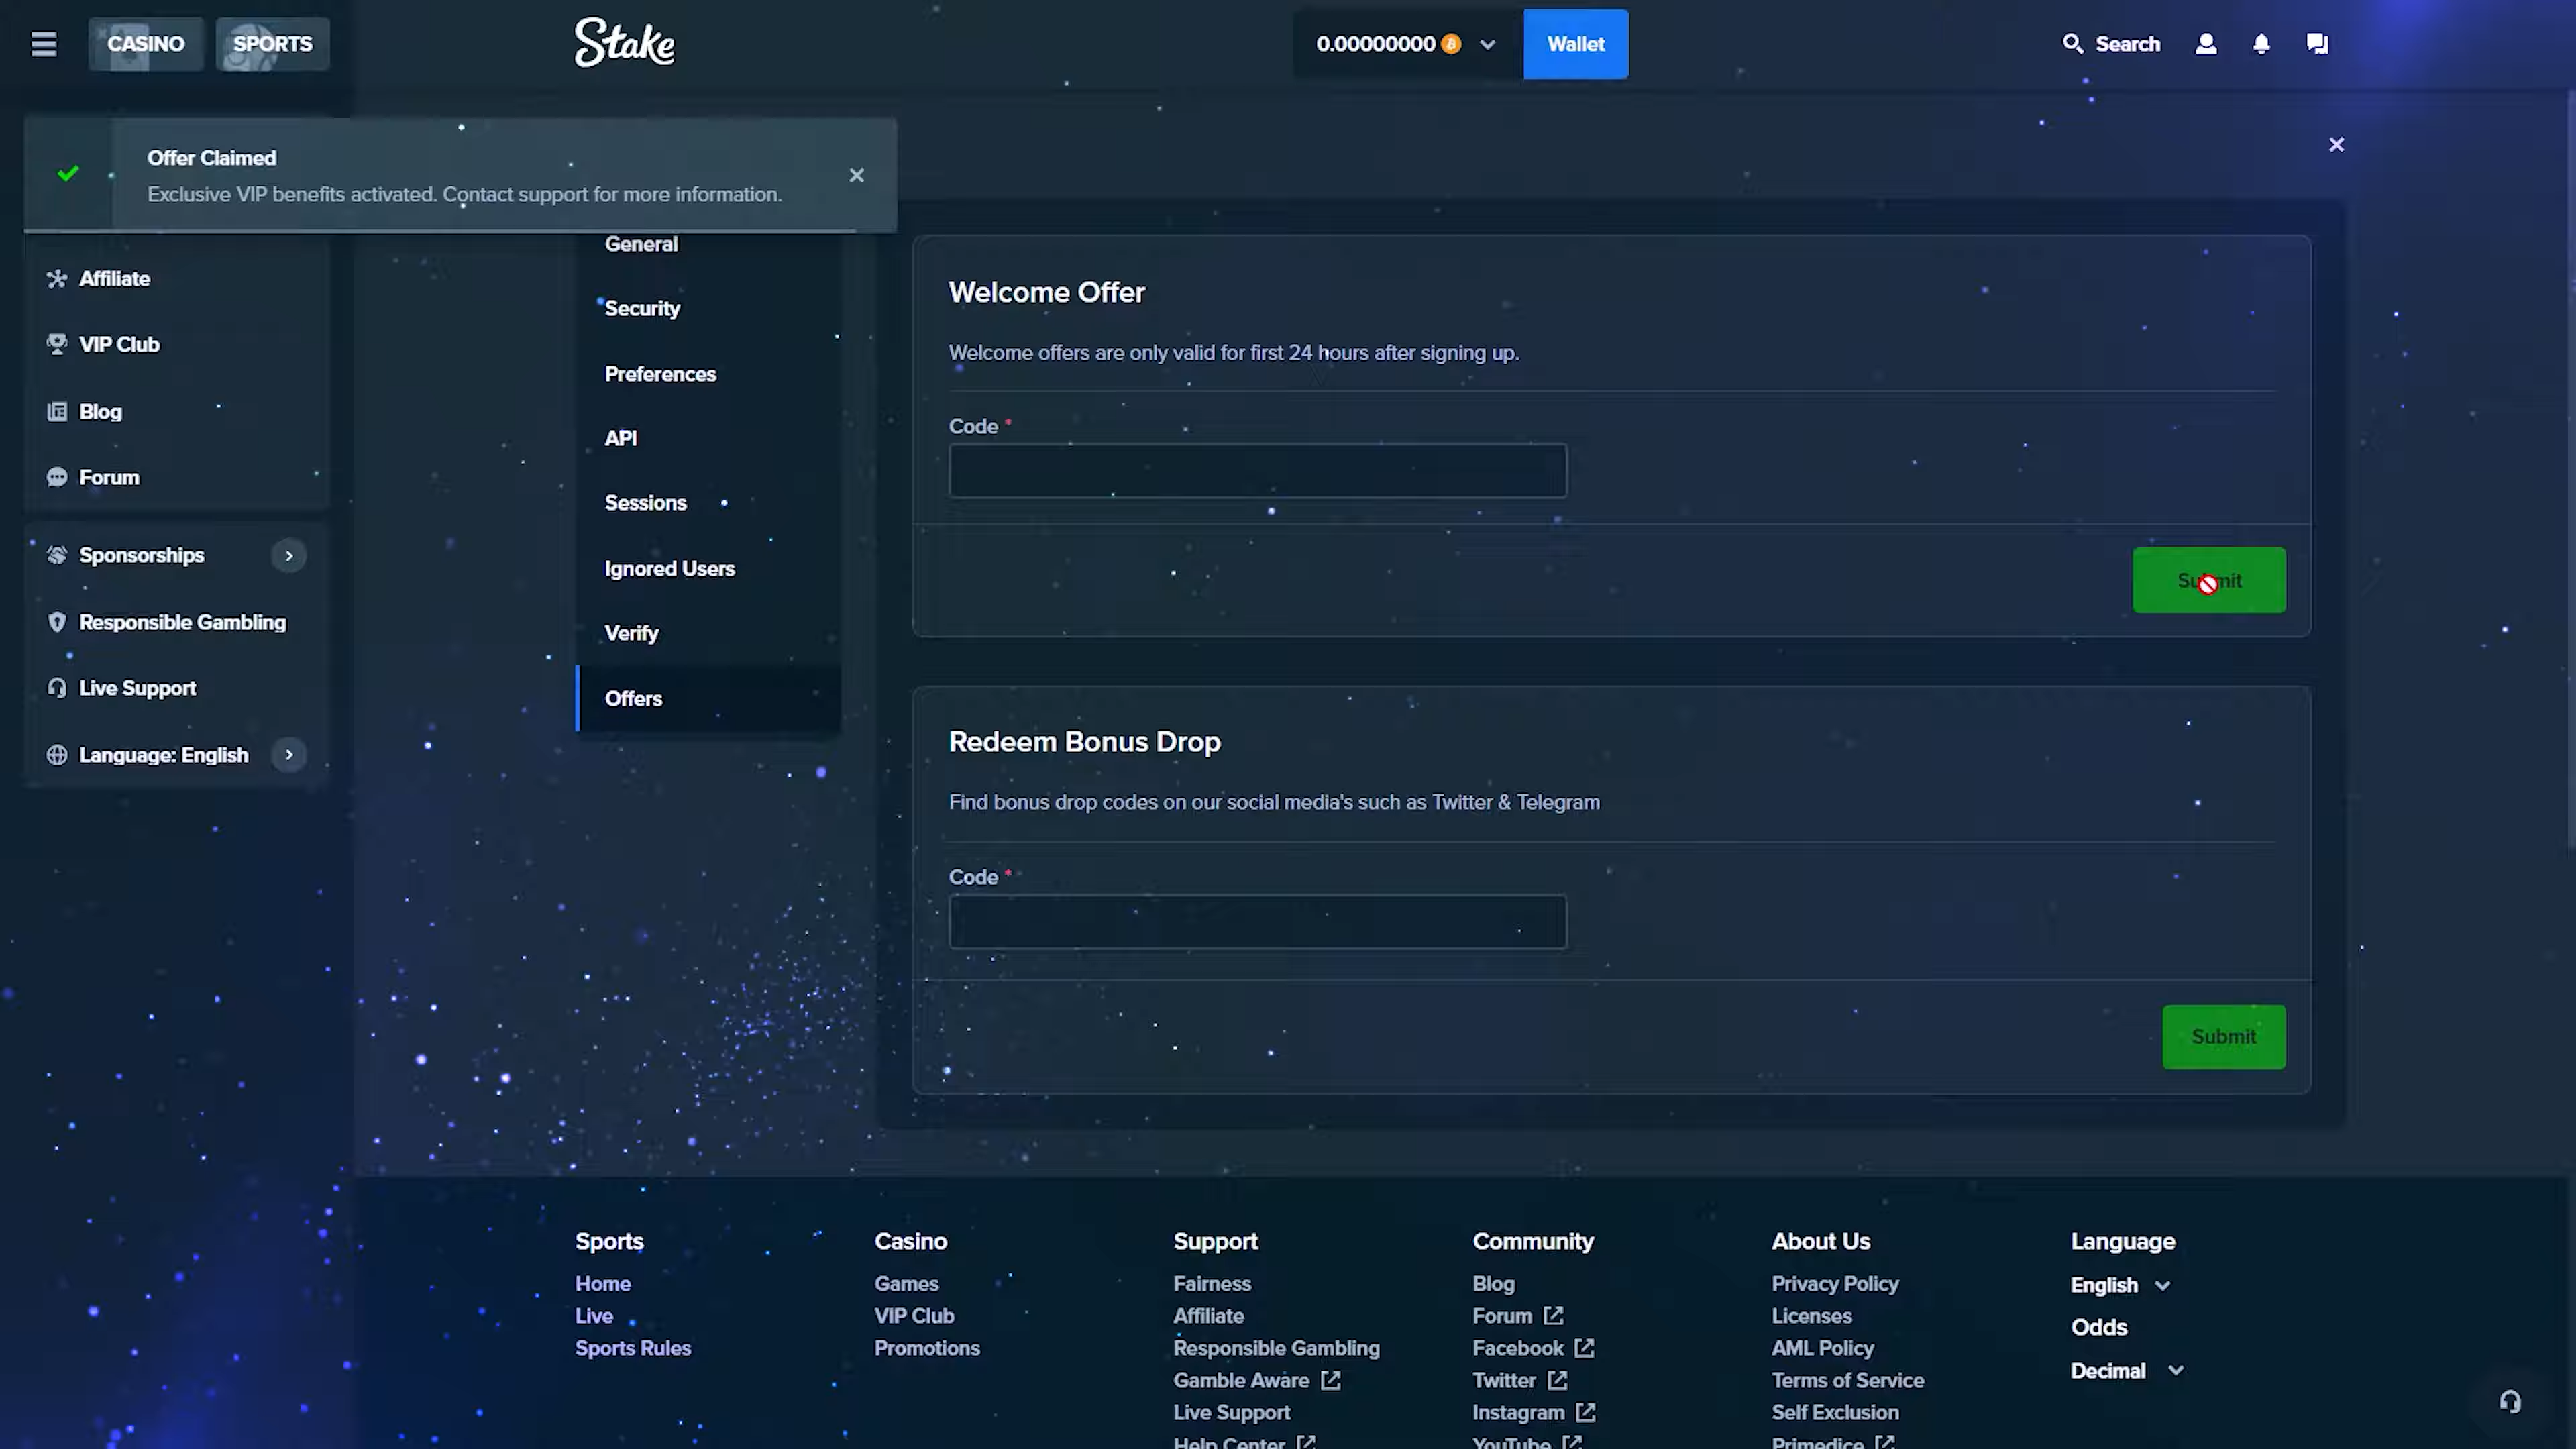 CASINO
SPORTS
Stake
0.00000000
Wallet
Search
Offer Claimed
Exclusive VIP benefits activated. Contact support for more information.
Affiliate
VIP Club
Blog
Forum
Sponsorships
Responsible Gambling
Live Support
Language: English
General
Security
Preferences
API
Sessions
Ignored Users
Verify
Offers
Welcome Offer
Welcome offers are only valid for first 24 hours after signing up.
Code *
Submit
Redeem Bonus Drop
Find bonus drop codes on our social media's such as Twitter & Telegram
Code *
Submit
Sports
Home
Live
Sports Rules
Casino
Games
VIP Club
Promotions
Support
Fairness
Affiliate
Responsible Gambling
Gamble Aware
Live Support
Help Center
Community
Blog
Forum
Facebook
Twitter
Instagram
YouTube
About Us
Privacy Policy
Licenses
AML Policy
Terms of Service
Self Exclusion
Primedice
Language
English
Odds
Decimal